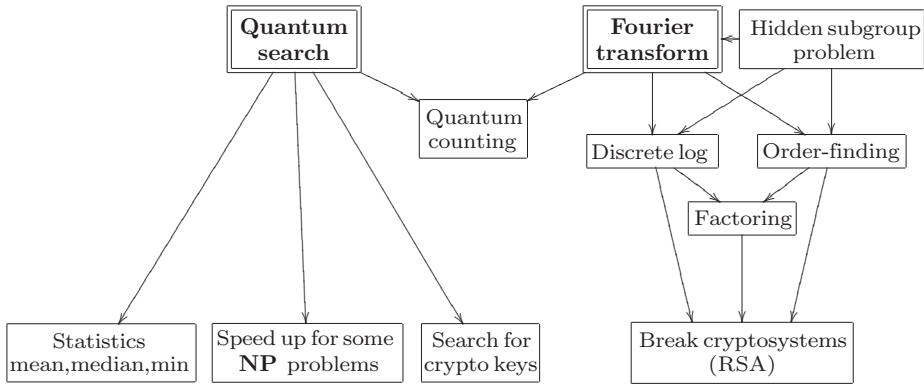 Quantum
search
Fourier
transform
Hidden subgroup
problem
Quantum
counting
Discrete log
Order-finding
Factoring
Statistics
mean,median,min
Speed up for some
NP problems
Search for
crypto keys
Break cryptosystems
(RSA)